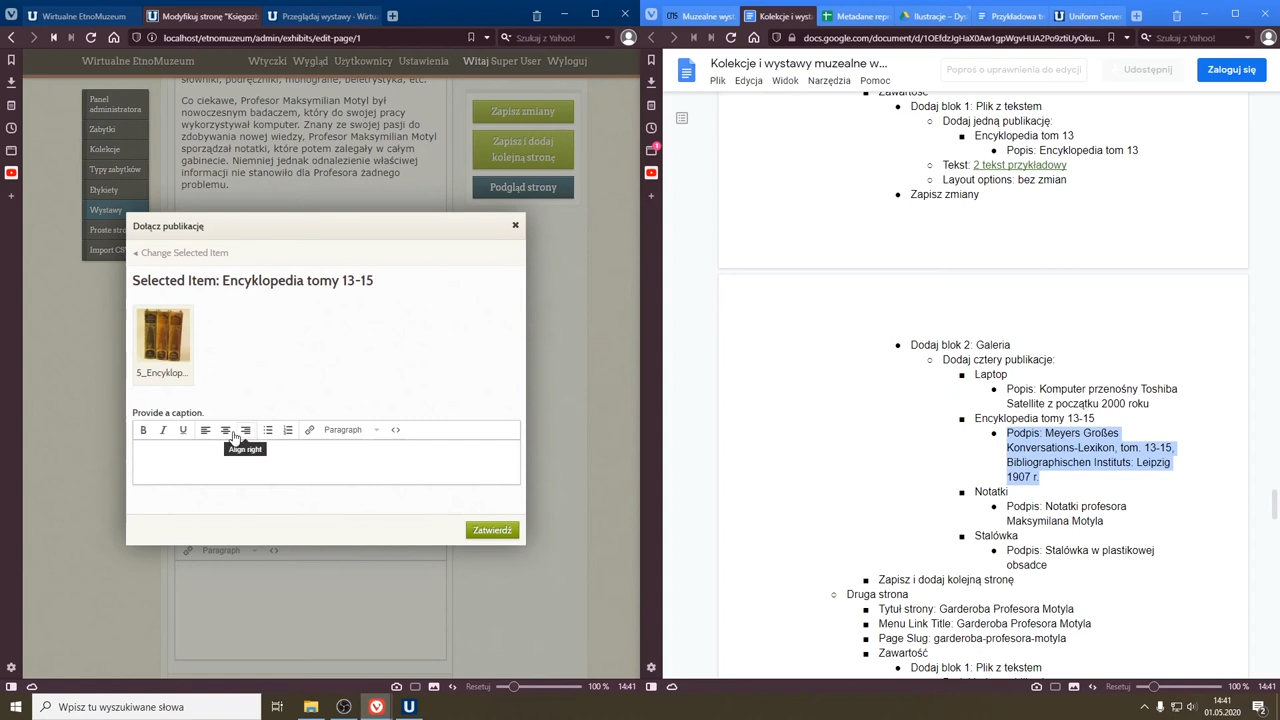 Wirtualne EtnoMuzeum
Modyfikuj stronę "Księgozb
Przeglądaj wystawy · Wirtua
localhost/etnomuzeum/admin/exhibits/edit-page/1
Szukaj z Yahoo!
Wirtualne EtnoMuzeum
Wtyczki
Wygląd
Użytkownicy
Ustawienia
Witaj Super User
Wyloguj
słowniki, podręczniki, monografie, beletrystyka, etc.
Co ciekawe, Profesor Maksymilian Motyl był
nowoczesnym badaczem, który do swojej pracy
wykorzystywał komputer. Znany ze swojej pasji do
zdobywania nowej wiedzy, Profesor Maksymilian Motyl
sporządzał notatki, które potem zalegały w całym
gabinecie. Niemniej jednak odnalezienie właściwej
informacji nie stanowiło dla Profesora żadnego
problemu.
Panel
administratora
Zabytki
Kolekcje
Typy zabytków
Etykiety
Wystawy
Proste stro
Import CS
Zapisz zmiany
Zapisz i dodaj
kolejną stronę
Podgląd strony
Dołącz publikację
Change Selected Item
Selected Item: Encyklopedia tomy 13-15
5_Encyklop...
Provide a caption.
B I U Paragraph
Align right
Zatwierdź
Paragraph
Resetuj
100 %
14:41
Muzealne wyst
Kolekcje i wyst
Metadane rep
Ilustracje – Dys
Przykładowa t
Uniform Server
docs.google.com/document/d/1OEfdzJgHaX0Aw1gpWgvHUA2Po9ztiUyOku...
Szukaj z Yahoo!
Kolekcje i wystawy muzealne w...
Plik
Edycja
Widok
Narzędzia
Pomoc
Poproś o uprawnienia do edycji
Udostępnij
Zaloguj się
Zawartość
Dodaj blok 1: Plik z tekstem
Dodaj jedną publikację:
Encyklopedia tom 13
Popis: Encyklopedia tom 13
Tekst: 2 tekst przykładowy
Layout options: bez zmian
Zapisz zmiany
Dodaj blok 2: Galeria
Dodaj cztery publikacje:
Laptop
Popis: Komputer przenośny Toshiba
Satellite z początku 2000 roku
Encyklopedia tomy 13-15
Podpis: Meyers Großes
Konversations-Lexikon, tom. 13-15,
Bibliographischen Instituts: Leipzig
1907 r.
Notatki
Podpis: Notatki profesora
Maksymilana Motyla
Stalówka
Podpis: Stalówka w plastikowej
obsadce
Zapisz i dodaj kolejną stronę
Druga strona
Tytuł strony: Garderoba Profesora Motyla
Menu Link Title: Garderoba Profesora Motyla
Page Slug: garderoba-profesora-motyla
Zawartość
Dodaj blok 1: Plik z tekstem
Resetuj
100 %
14:41
Wpisz tu wyszukiwane słowa
14:41
01.05.2020
2